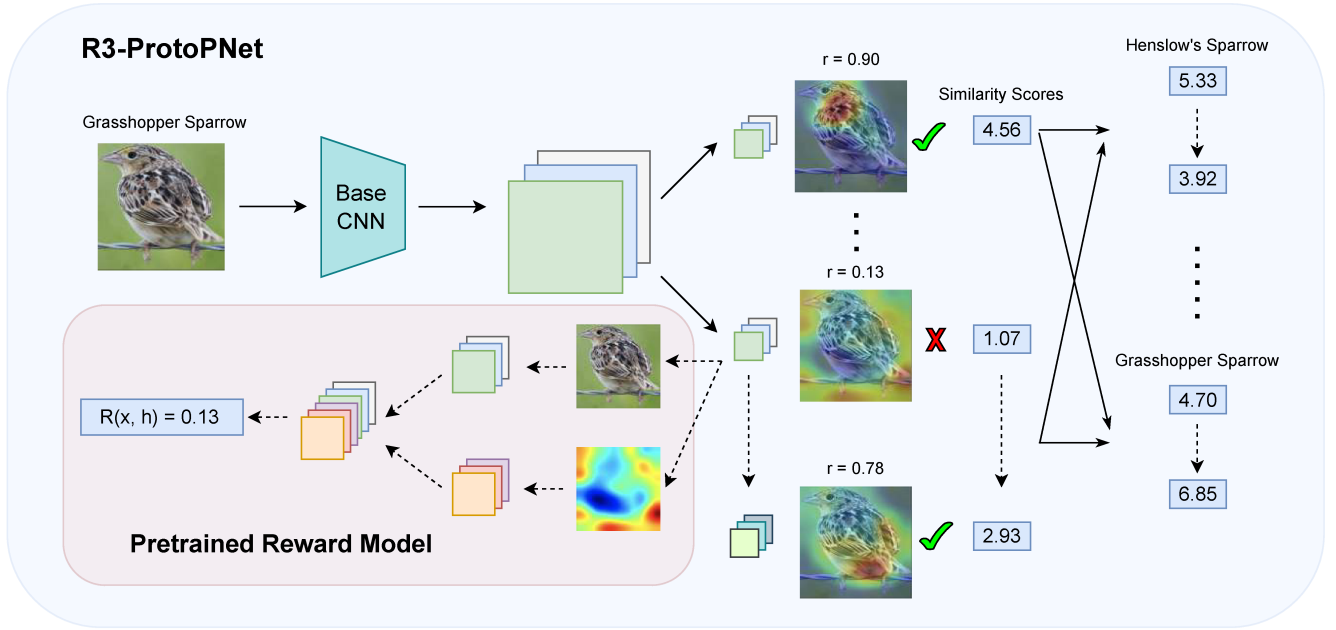 R3-ProtoPNet
Grasshopper Sparrow
Base
CNN
r = 0.90
Similarity Scores
4.56
Henslow's Sparrow
5.33
3.92
r = 0.13
X
1.07
Grasshopper Sparrow
4.70
6.85
R(x, h) = 0.13
r = 0.78
2.93
Pretrained Reward Model